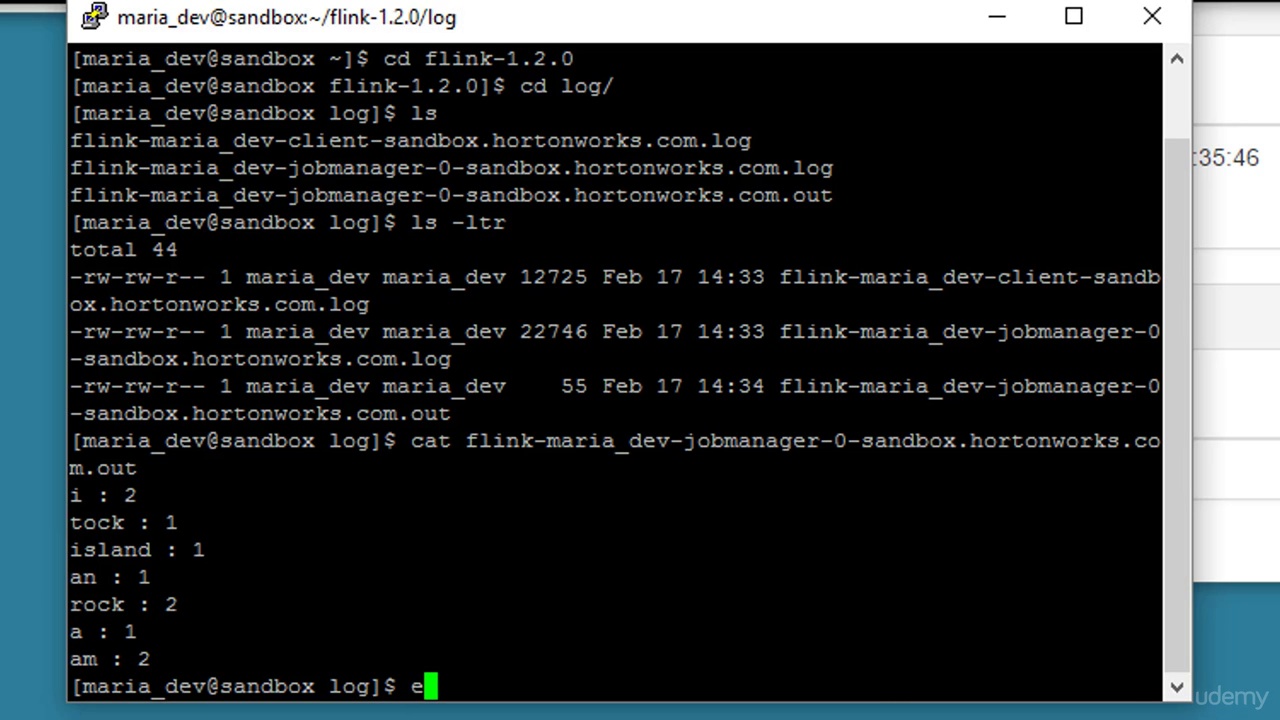 maria_dev@sandbox:~/flink-1.2.0/log
[maria_dev@sandbox ~]$ cd flink-1.2.0
[maria_dev@sandbox flink-1.2.0]$ cd log/
[maria_dev@sandbox log]$ ls
flink-maria_dev-client-sandbox.hortonworks.com.log
flink-maria_dev-jobmanager-0-sandbox.hortonworks.com.log
flink-maria_dev-jobmanager-0-sandbox.hortonworks.com.out
[maria_dev@sandbox log]$ ls -ltr
total 44
-rw-rw-r-- 1 maria_dev maria_dev 12725 Feb 17 14:33 flink-maria_dev-client-sandb
ox.hortonworks.com.log
-rw-rw-r-- 1 maria_dev maria_dev 22746 Feb 17 14:33 flink-maria_dev-jobmanager-0
-sandbox.hortonworks.com.log
-rw-rw-r-- 1 maria_dev maria_dev    55 Feb 17 14:34 flink-maria_dev-jobmanager-0
-sandbox.hortonworks.com.out
[maria_dev@sandbox log]$ cat flink-maria_dev-jobmanager-0-sandbox.hortonworks.co
m.out
i : 2
tock : 1
island : 1
an : 1
rock : 2
a : 1
am : 2
[maria_dev@sandbox log]$ e
:35:46
udemy